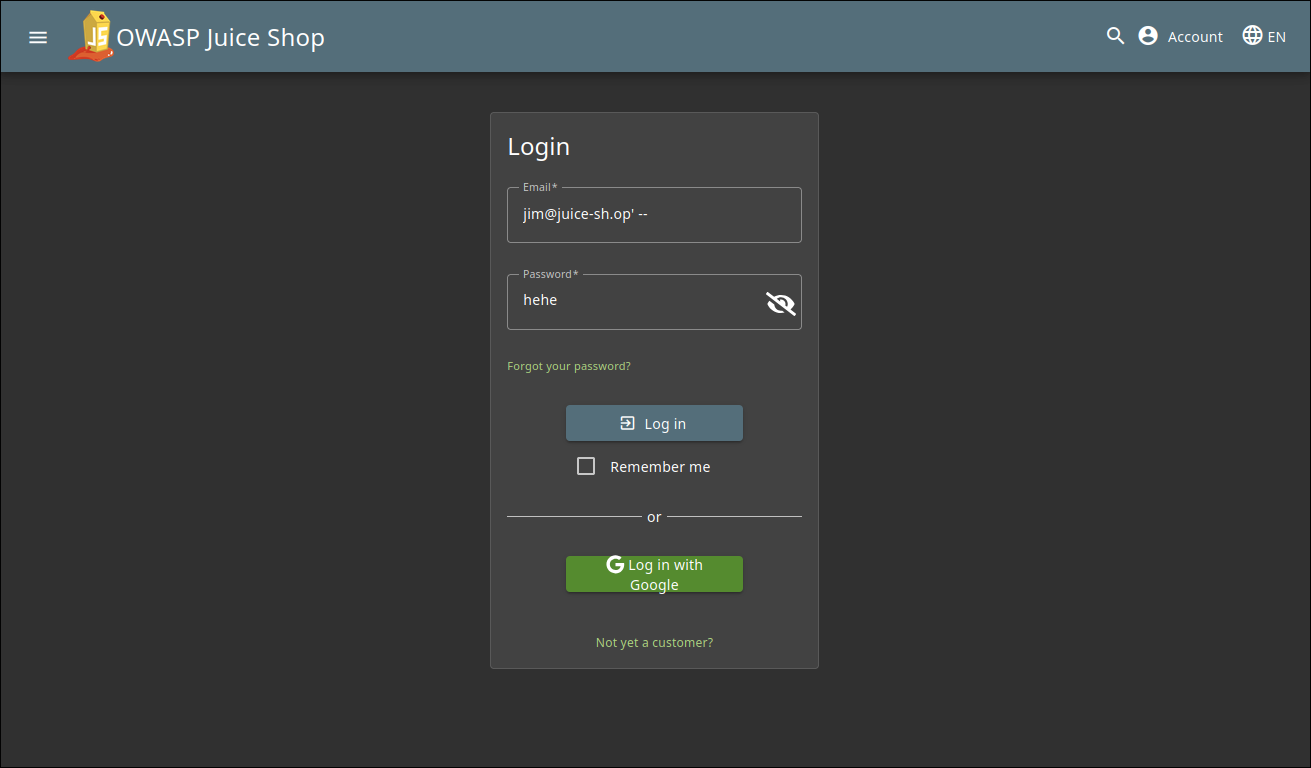 OWASP Juice Shop
Account
EN
Login
Email*
jim@juice-sh.op' --
Password*
hehe
Forgot your password?
Log in
Remember me
or
Log in with
Google
Not yet a customer?